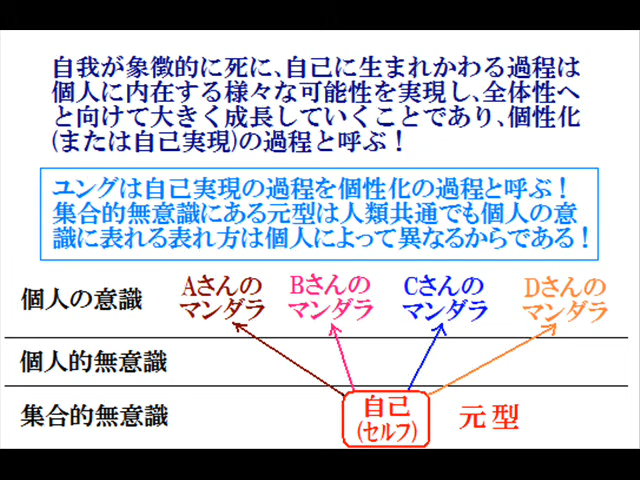 自我が象徴的に死に、自己に生まれかわる過程は
個人に内在する様々な可能性を実現し、全体性へ
と向けて大きく成長していくことであり、個性化
(または自己実現)の過程と呼ぶ！
ユングは自己実現の過程を個性化の過程と呼ぶ！
集合的無意識にある元型は人類共通でも個人の意
識に表れる表れ方は個人によって異なるからである！
個人の意識
Aさんの
マンダラ
Bさんの
マンダラ
Cさんの
マンダラ
Dさんの
マンダラ
個人的無意識
集合的無意識
自己
(セルフ)
元型